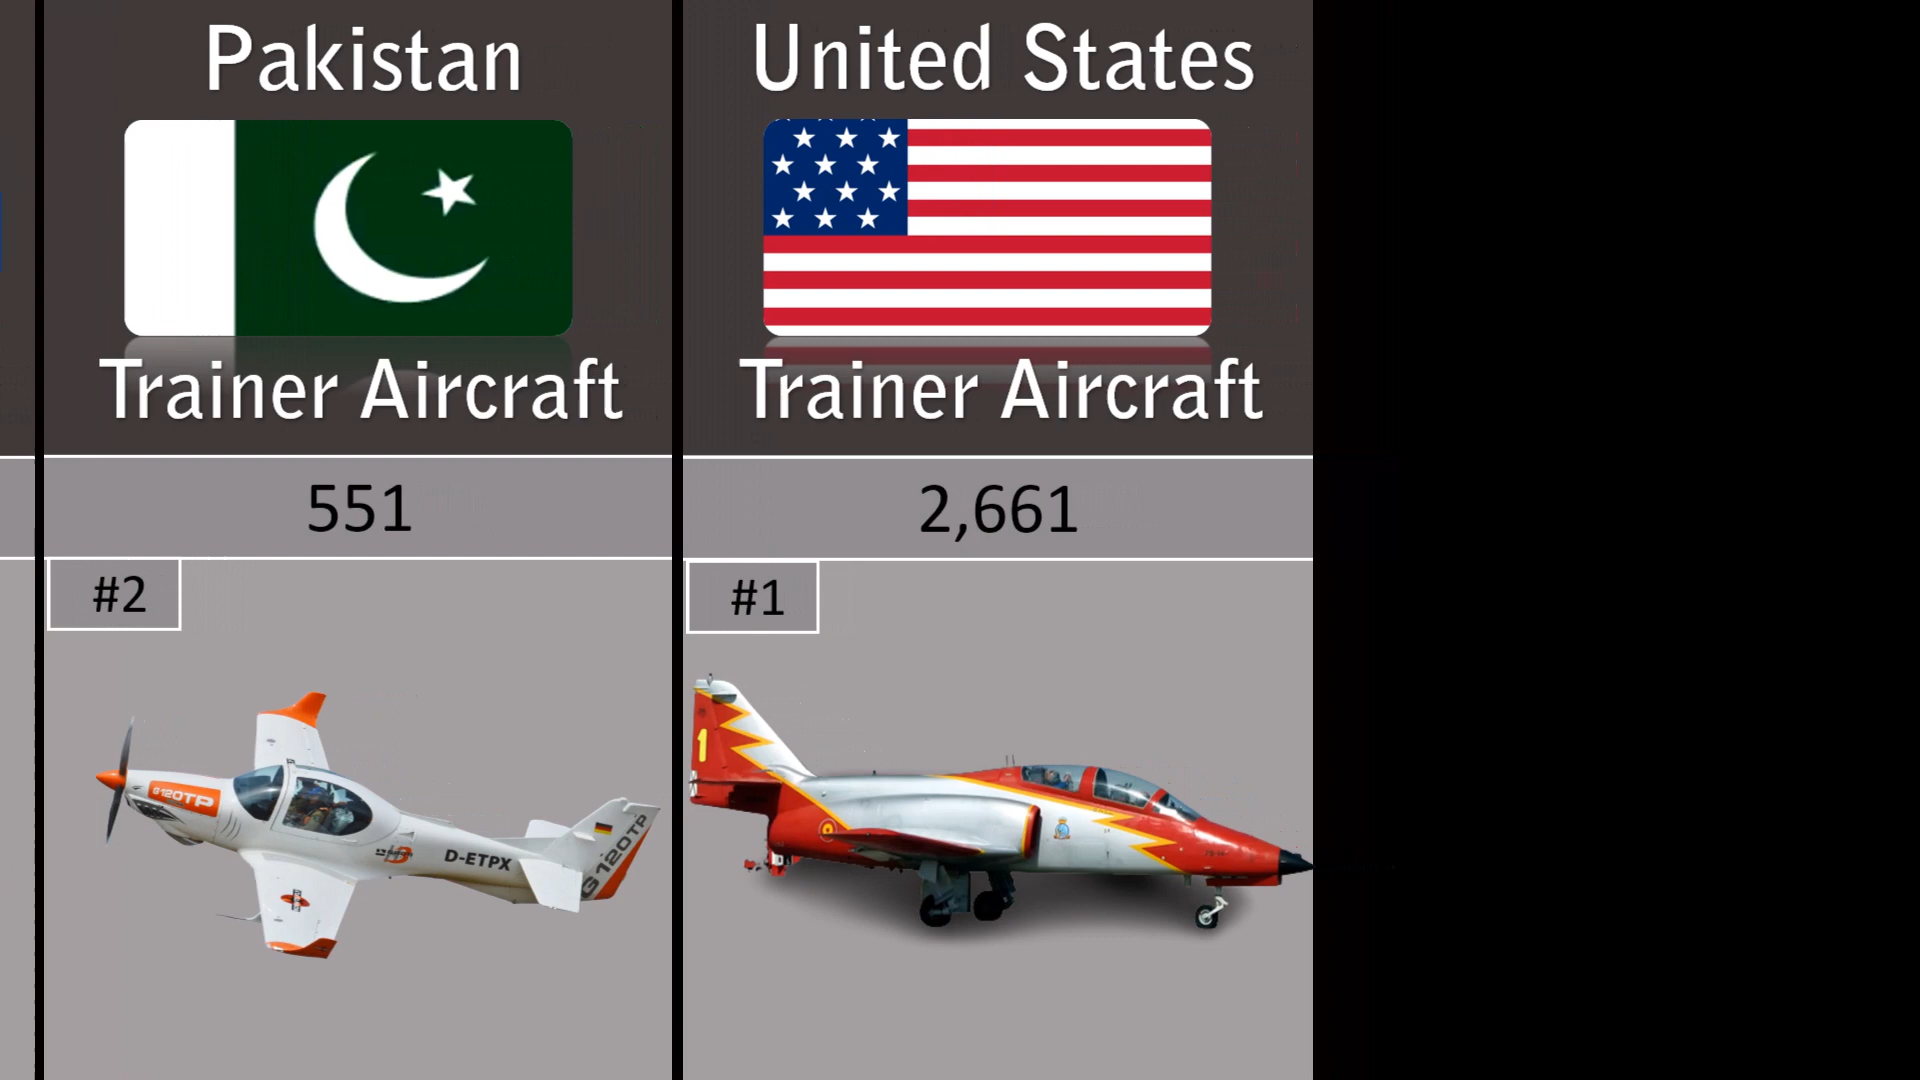 Pakistan
Trainer Aircraft
551
#2
G120TP
D-ETPX
G120TP
United States
Trainer Aircraft
2,661
#1
1